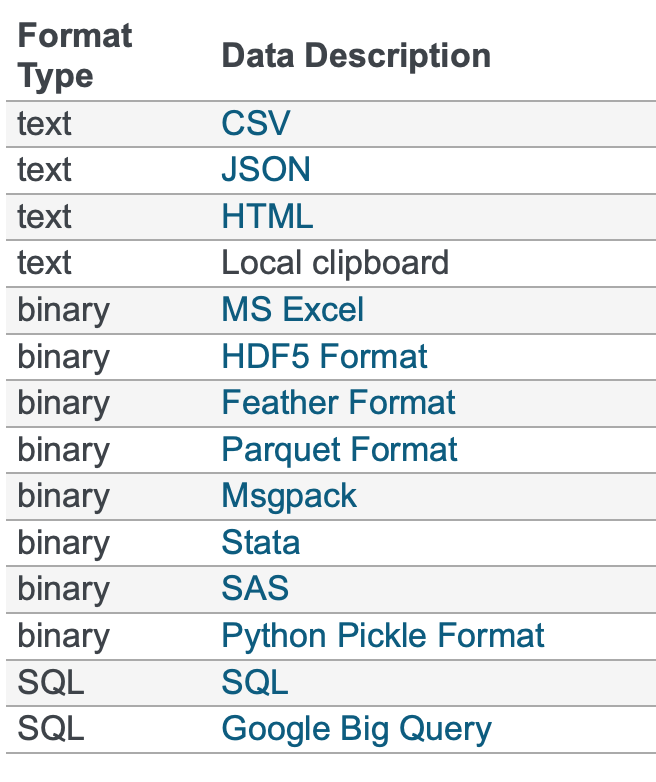 Format Type Data Description
text CSV
text JSON
text HTML
text Local clipboard
binary MS Excel
binary HDF5 Format
binary Feather Format
binary Parquet Format
binary Msgpack
binary Stata
binary SAS
binary Python Pickle Format
SQL SQL
SQL Google Big Query